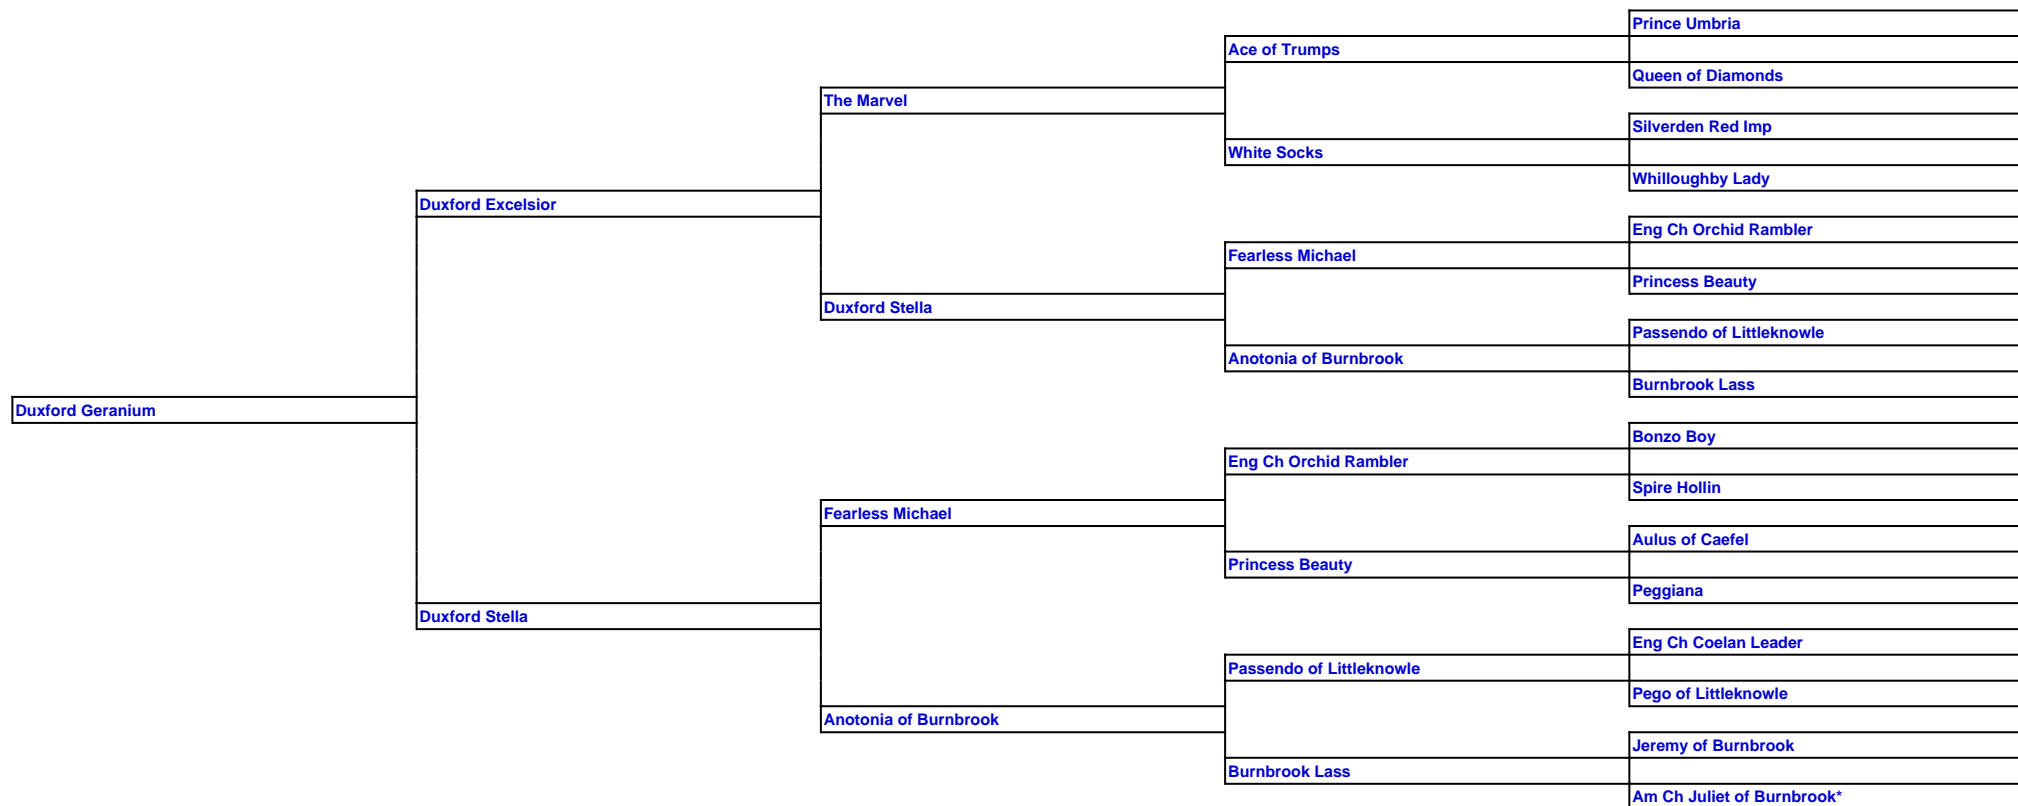 Prince Umbria
Ace of Trumps
Queen of Diamonds
The Marvel
Silverden Red Imp
White Socks
Whilloughby Lady
Duxford Excelsior
Eng Ch Orchid Rambler
Fearless Michael
Princess Beauty
Duxford Stella
Passendo of Littleknowle
Anotonia of Burnbrook
Burnbrook Lass
Duxford Geranium
Bonzo Boy
Eng Ch Orchid Rambler
Spire Hollin
Fearless Michael
Aulus of Caefel
Princess Beauty
Peggiana
Duxford Stella
Eng Ch Coelan Leader
Passendo of Littleknowle
Pego of Littleknowle
Anotonia of Burnbrook
Jeremy of Burnbrook
Burnbrook Lass
Am Ch Juliet of Burnbrook*